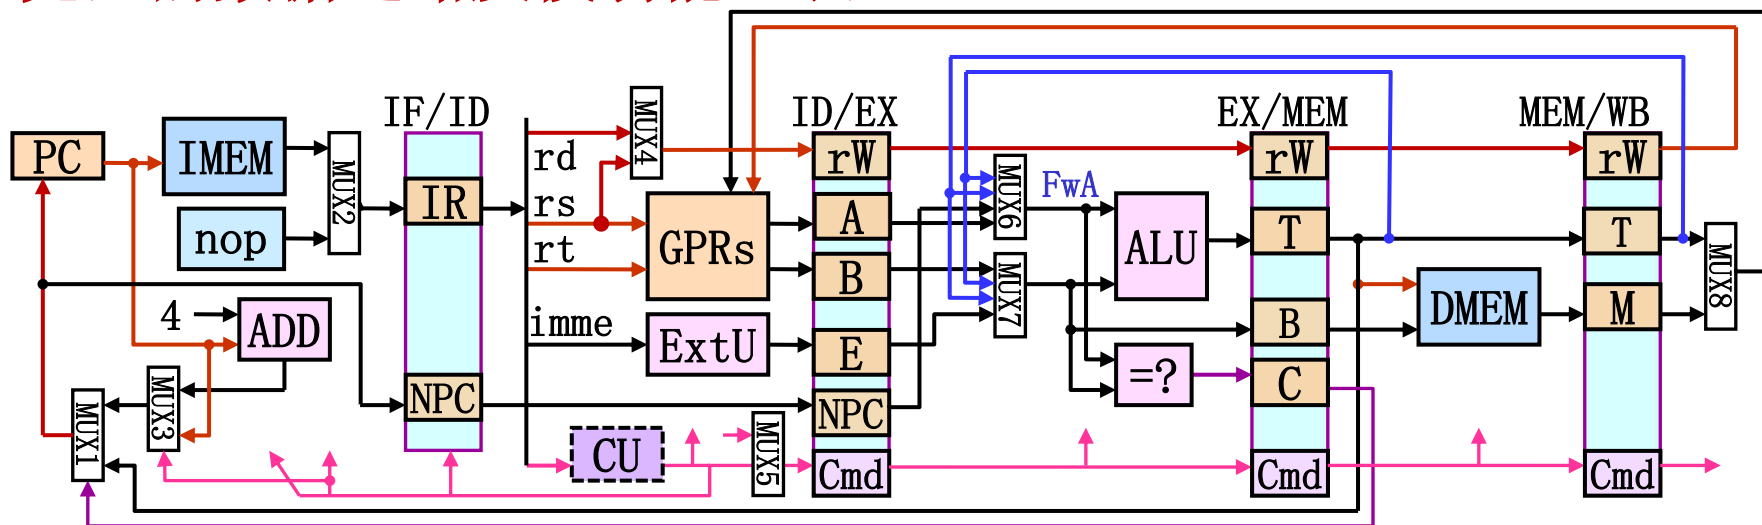 IF/ID
ID/EX
EX/MEM
MEM/WB
PC
IMEM
nop
MUX2
4
ADD
MUX3
MUX1
IR
NPC
rd
rs
rt
imme
MUX4
GPRs
ExtU
CU
MUX5
rW
A
B
E
NPC
Cmd
MUX6
MUX7
FwA
ALU
=?
rW
T
B
C
Cmd
DMEM
rW
T
M
Cmd
MUX8